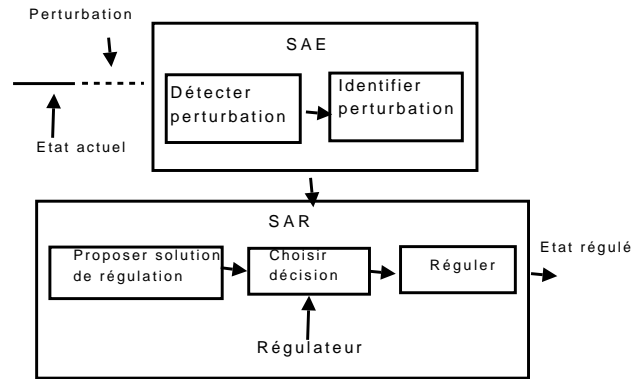 Perturbation
SAE
Détecter
perturbation
Identifier
perturbation
Etat actuel
SAR
Proposer solution
de régulation
Choisir
décision
Réguler
Etat régulé
Régulateur